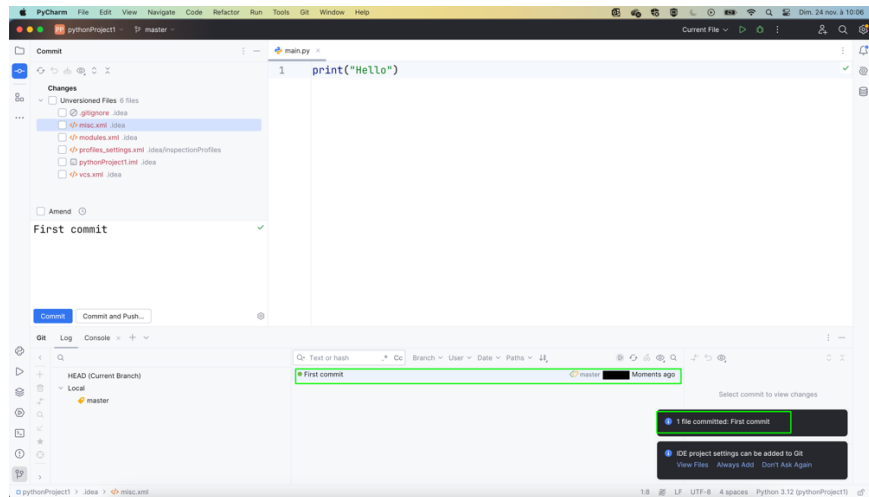 PyCharm File Edit View Navigate Code Refactor Run Tools Git Window Help Dim. 24 nov. à 10:06
PP pythonProject1 master Current File
Commit
main.py
1 print("Hello")
Changes
Unversioned Files 6 files
.gitignore .idea
misc.xml .idea
modules.xml .idea
profiles_settings.xml .idea/inspectionProfiles
pythonProject1.iml .idea
vcs.xml .idea
Amend
First commit
Commit Commit and Push...
Git Log Console
Text or hash .* Cc Branch User Date Paths
HEAD (Current Branch)
Local
master
First commit master Moments ago
Select commit to view changes
1 file committed: First commit
IDE project settings can be added to Git
View Files Always Add Don't Ask Again
pythonProject1 > .idea > misc.xml 1:8 LF UTF-8 4 spaces Python 3.12 (pythonProject1)